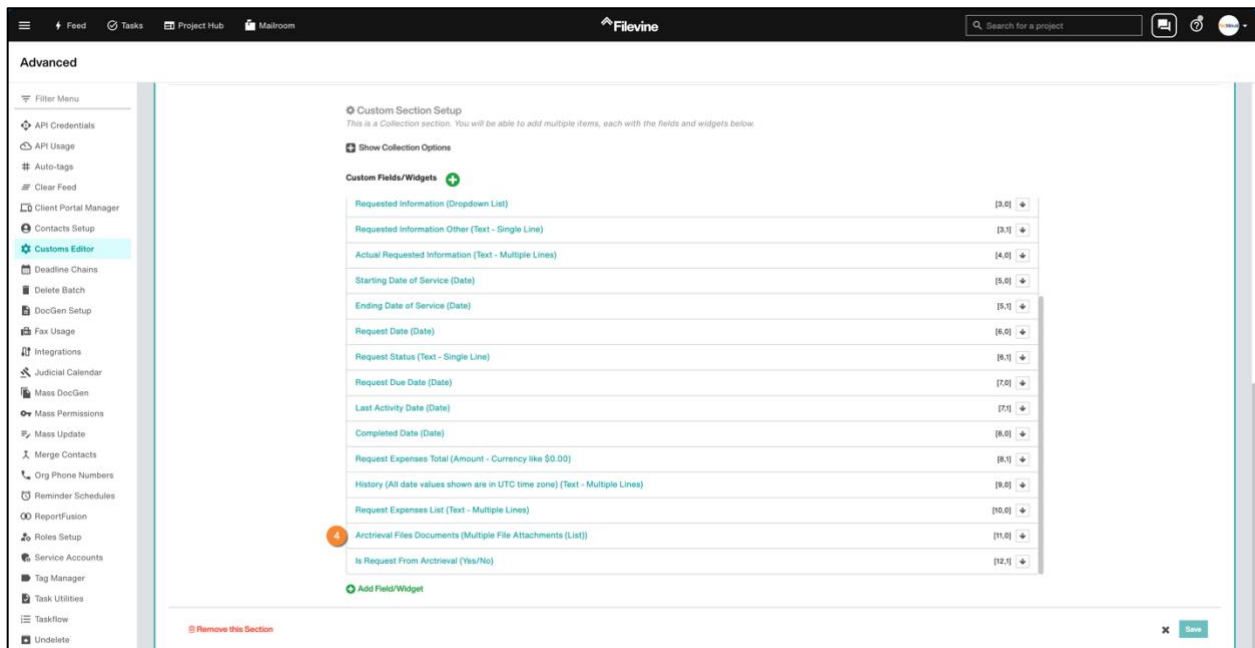 Feed
Tasks
Project Hub
Mailroom
Filevine
Search for a project
Advanced
Filter Menu
API Credentials
API Usage
Auto-tags
Clear Feed
Client Portal Manager
Contacts Setup
Customs Editor
Deadline Chains
Delete Batch
DocGen Setup
Fax Usage
Integrations
Judicial Calendar
Mass DocGen
Mass Permissions
Mass Update
Merge Contacts
Org Phone Numbers
Reminder Schedules
ReportFusion
Roles Setup
Service Accounts
Tag Manager
Task Utilities
Taskflow
Undelete
Custom Section Setup
This is a Collection section. You will be able to add multiple items, each with the fields and widgets below.
Show Collection Options
Custom Fields/Widgets
Requested Information (Dropdown List) [3,0]
Requested Information Other (Text - Single Line) [3,1]
Actual Requested Information (Text - Multiple Lines) [4,0]
Starting Date of Service (Date) [5,0]
Ending Date of Service (Date) [5,1]
Request Date (Date) [6,0]
Request Status (Text - Single Line) [6,1]
Request Due Date (Date) [7,0]
Last Activity Date (Date) [7,1]
Completed Date (Date) [8,0]
Request Expenses Total (Amount - Currency like $0.00) [8,1]
History (All date values shown are in UTC time zone) (Text - Multiple Lines) [9,0]
Request Expenses List (Text - Multiple Lines) [10,0]
4 Arctrieval Files Documents (Multiple File Attachments (List)) [11,0]
Is Request From Arctrieval (Yes/No) [12,1]
Add Field/Widget
Remove this Section
Save